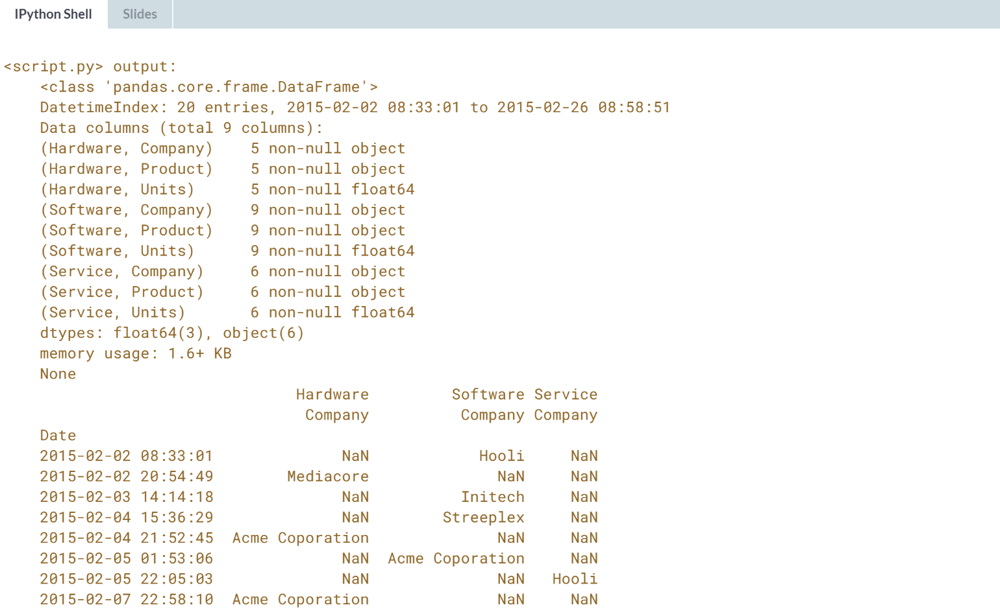 IPython Shell Slides
<script.py> output:
<class 'pandas.core.frame.DataFrame'>
DatetimeIndex: 20 entries, 2015-02-02 08:33:01 to 2015-02-26 08:58:51
Data columns (total 9 columns):
(Hardware, Company)    5 non-null object
(Hardware, Product)    5 non-null object
(Hardware, Units)      5 non-null float64
(Software, Company)    9 non-null object
(Software, Product)    9 non-null object
(Software, Units)      9 non-null float64
(Service, Company)     6 non-null object
(Service, Product)     6 non-null object
(Service, Units)       6 non-null float64
dtypes: float64(3), object(6)
memory usage: 1.6+ KB
None
Hardware         Software Service
Company          Company Company
Date
2015-02-02 08:33:01              NaN            Hooli     NaN
2015-02-02 20:54:49        Mediacore              NaN     NaN
2015-02-03 14:14:18              NaN          Initech     NaN
2015-02-04 15:36:29              NaN        Streeplex     NaN
2015-02-04 21:52:45  Acme Coporation              NaN     NaN
2015-02-05 01:53:06              NaN  Acme Coporation     NaN
2015-02-05 22:05:03              NaN              NaN   Hooli
2015-02-07 22:58:10  Acme Coporation              NaN     NaN